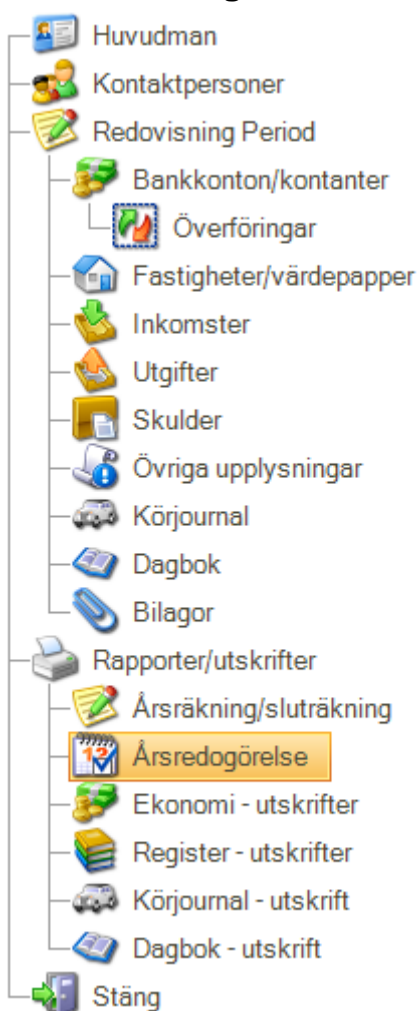 Huvudman
Kontaktpersoner
Redovisning Period
Bankkonton/kontanter
Överföringar
Fastigheter/värdepapper
Inkomster
Utgifter
Skulder
Övriga upplysningar
Körjournal
Dagbok
Bilagor
Rapporter/utskrifter
Årsräkning/sluträkning
Årsredogörelse
Ekonomi - utskrifter
Register - utskrifter
Körjournal - utskrift
Dagbok - utskrift
Stäng